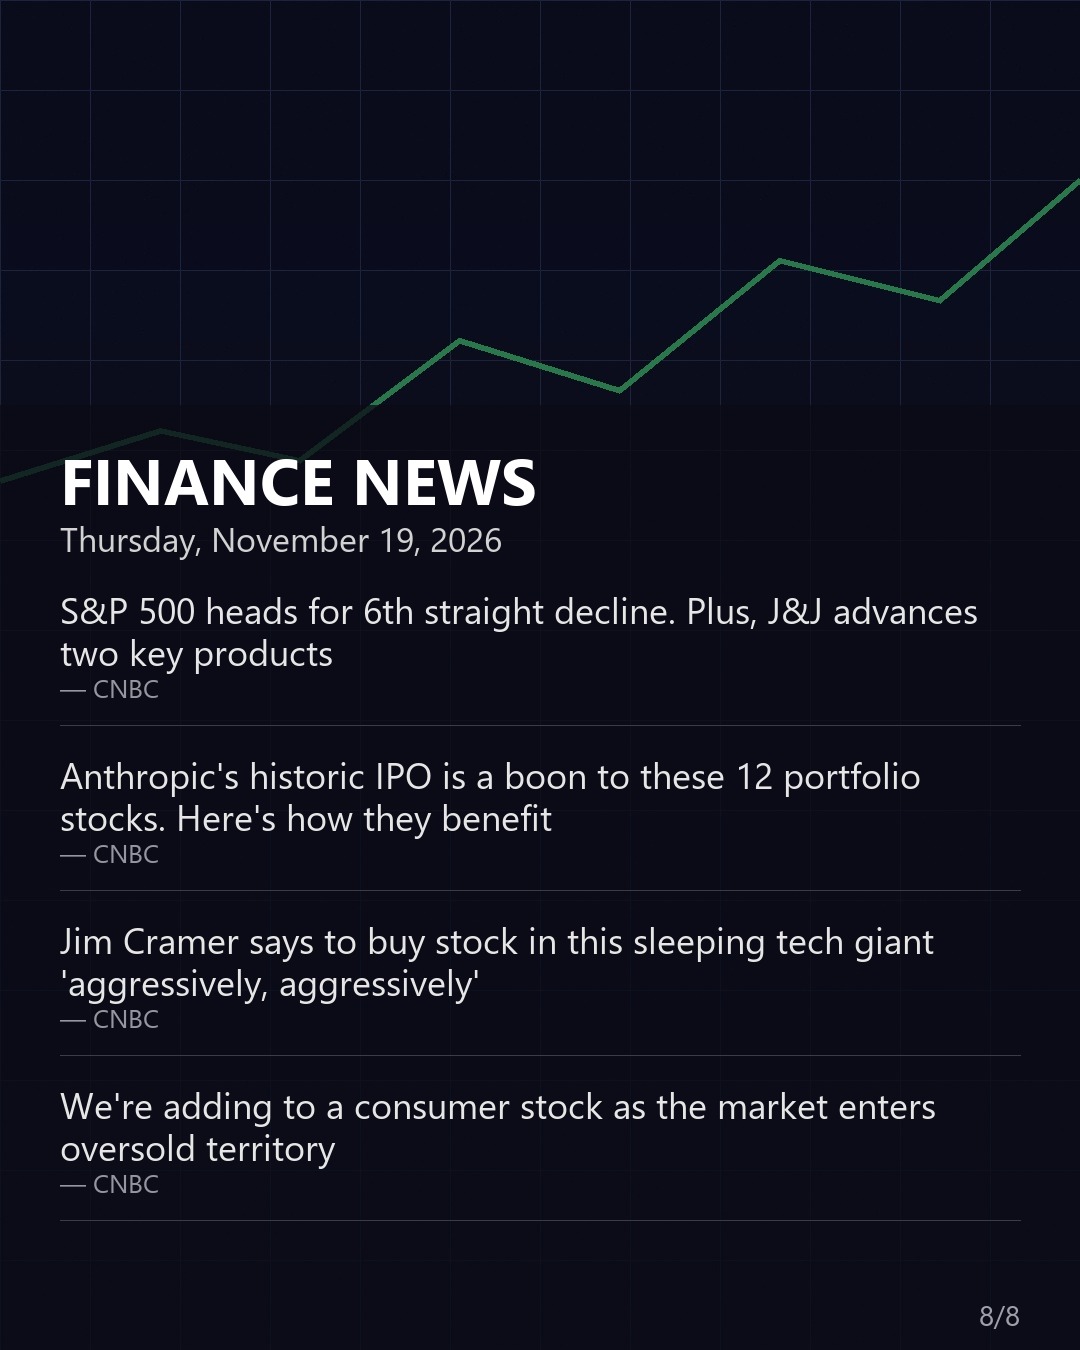 FINANCE NEWS
Thursday, November 19, 2026
S&P 500 heads for 6th straight decline. Plus, J&J advances
two key products
— CNBC
Anthropic's historic IPO is a boon to these 12 portfolio
stocks. Here's how they benefit
— CNBC
Jim Cramer says to buy stock in this sleeping tech giant
'aggressively, aggressively'
— CNBC
We're adding to a consumer stock as the market enters
oversold territory
— CNBC
8/8